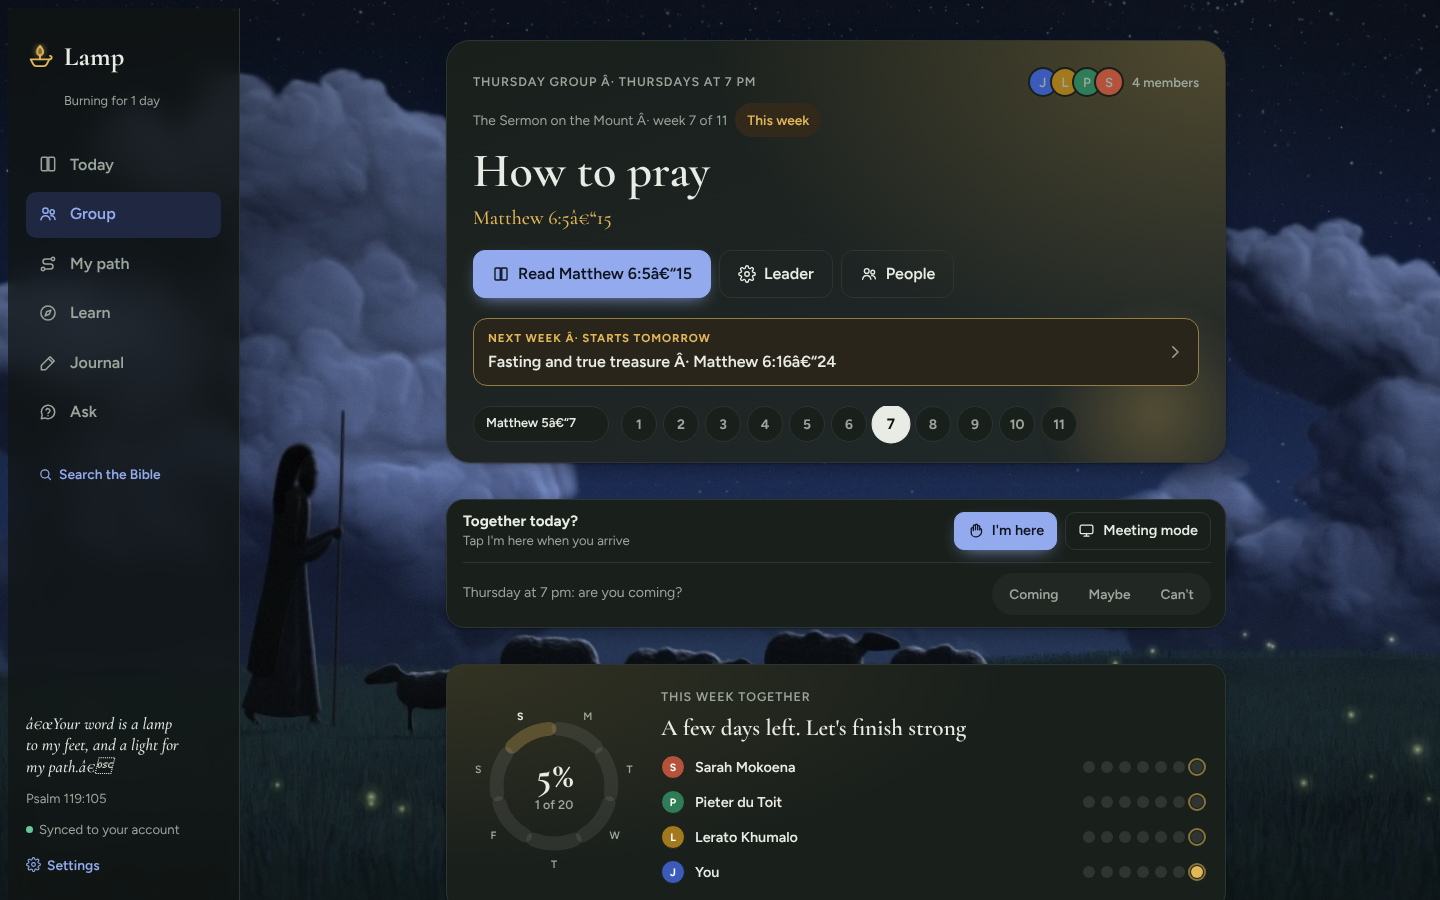 Lamp
Burning for 1 day
Today
Group
My path
Learn
Journal
Ask
Search the Bible
“Your word is a lamp
to my feet, and a light for
my path.â€
Psalm 119:105
Synced to your account
Settings
THURSDAY GROUP Â· THURSDAYS AT 7 PM
J L P S 4 members
The Sermon on the Mount Â· week 7 of 11 This week
How to pray
Matthew 6:5–15
Read Matthew 6:5–15 Leader People
NEXT WEEK Â· STARTS TOMORROW
Fasting and true treasure Â· Matthew 6:16–24
Matthew 5–7 1 2 3 4 5 6 7 8 9 10 11
Together today?
Tap I'm here when you arrive
I'm here Meeting mode
Thursday at 7 pm: are you coming? Coming Maybe Can't
THIS WEEK TOGETHER
A few days left. Let's finish strong
S M T W T F S
5%
1 of 20
S Sarah Mokoena
P Pieter du Toit
L Lerato Khumalo
J You